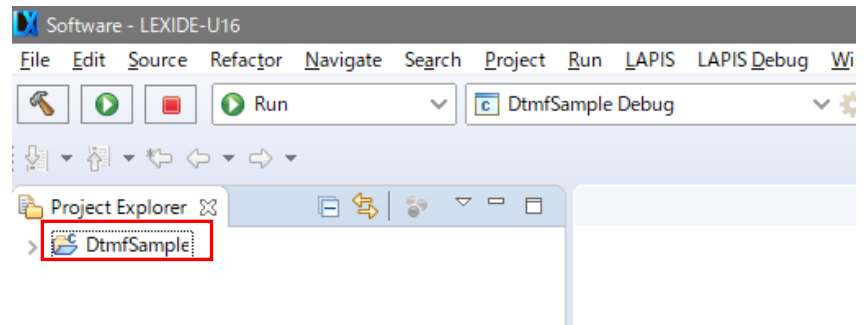 Software - LEXIDE-U16
File Edit Source Refactor Navigate Search Project Run LAPIS LAPIS Debug Wi
Run DtmfSample Debug
Project Explorer
DtmfSample